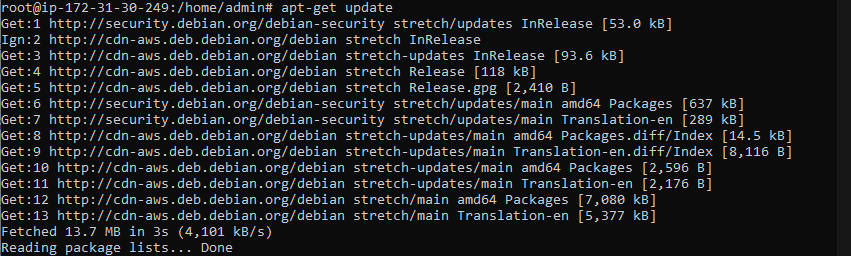 root@ip-172-31-30-249:/home/admin# apt-get update
Get:1 http://security.debian.org/debian-security stretch/updates InRelease [53.0 kB]
Ign:2 http://cdn-aws.deb.debian.org/debian stretch InRelease
Get:3 http://cdn-aws.deb.debian.org/debian stretch-updates InRelease [93.6 kB]
Get:4 http://cdn-aws.deb.debian.org/debian stretch Release [118 kB]
Get:5 http://cdn-aws.deb.debian.org/debian stretch Release.gpg [2,410 B]
Get:6 http://security.debian.org/debian-security stretch/updates/main amd64 Packages [637 kB]
Get:7 http://security.debian.org/debian-security stretch/updates/main Translation-en [289 kB]
Get:8 http://cdn-aws.deb.debian.org/debian stretch-updates/main amd64 Packages.diff/Index [14.5 kB]
Get:9 http://cdn-aws.deb.debian.org/debian stretch-updates/main Translation-en.diff/Index [8,116 B]
Get:10 http://cdn-aws.deb.debian.org/debian stretch-updates/main amd64 Packages [2,596 B]
Get:11 http://cdn-aws.deb.debian.org/debian stretch-updates/main Translation-en [2,176 B]
Get:12 http://cdn-aws.deb.debian.org/debian stretch/main amd64 Packages [7,080 kB]
Get:13 http://cdn-aws.deb.debian.org/debian stretch/main Translation-en [5,377 kB]
Fetched 13.7 MB in 3s (4,101 kB/s)
Reading package lists... Done